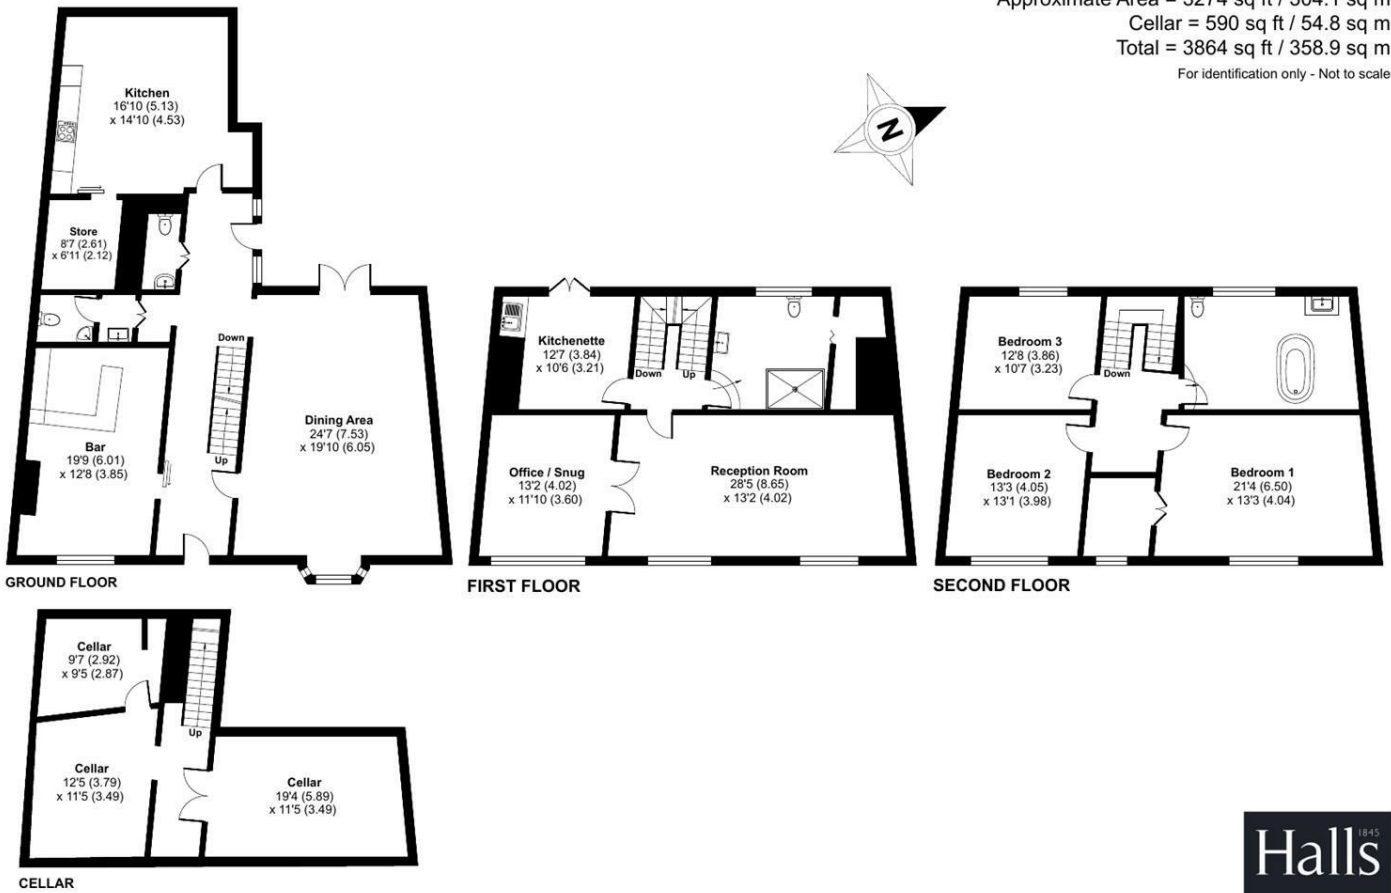 Approximate Area = 3274 sq ft / 304.1 sq m
Cellar = 590 sq ft / 54.8 sq m
Total = 3864 sq ft / 358.9 sq m
For identification only - Not to scale
N
Kitchen
16'10 (5.13)
x 14'10 (4.53)
Store
8'7 (2.61)
x 6'11 (2.12)
Down
Up
Bar
19'9 (6.01)
x 12'8 (3.85)
Dining Area
24'7 (7.53)
x 19'10 (6.05)
GROUND FLOOR
Kitchenette
12'7 (3.84)
x 10'6 (3.21)
Down
Up
Office / Snug
13'2 (4.02)
x 11'10 (3.60)
Reception Room
28'5 (8.65)
x 13'2 (4.02)
FIRST FLOOR
Bedroom 3
12'8 (3.86)
x 10'7 (3.23)
Down
Bedroom 2
13'3 (4.05)
x 13'1 (3.98)
Bedroom 1
21'4 (6.50)
x 13'3 (4.04)
SECOND FLOOR
Cellar
9'7 (2.92)
x 9'5 (2.87)
Up
Cellar
12'5 (3.79)
x 11'5 (3.49)
Cellar
19'4 (5.89)
x 11'5 (3.49)
CELLAR
1845
Halls